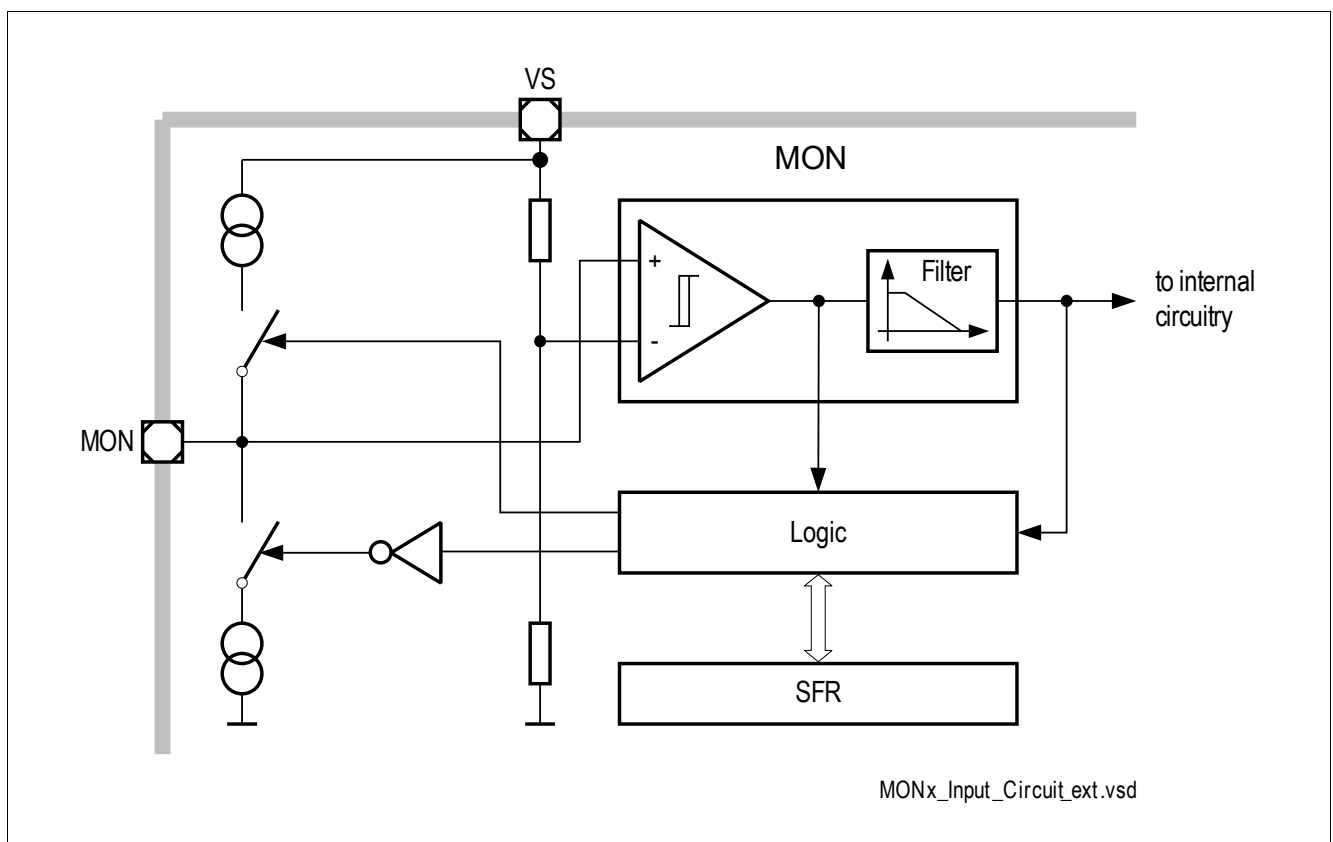 VS
MON
+
-
Filter
to internal
circuitry
MON
Logic
SFR
MONx_Input_Circuit_ext.vsd